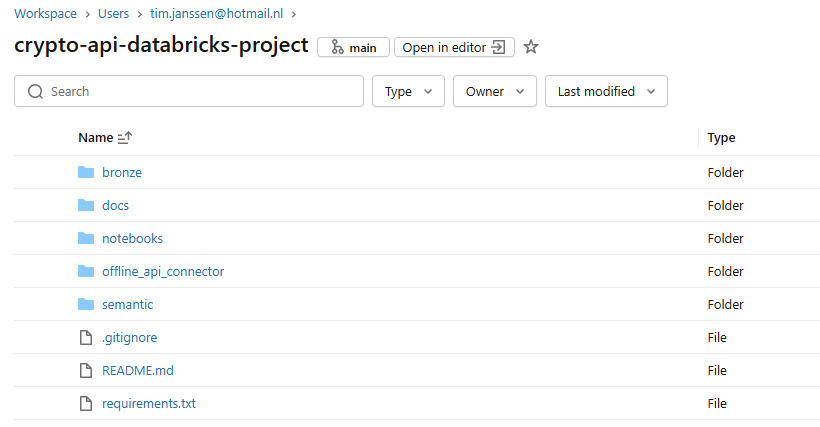 Workspace > Users > tim.janssen@hotmail.nl >
crypto-api-databricks-project main Open in editor
Search Type Owner Last modified
Name Type
bronze Folder
docs Folder
notebooks Folder
offline_api_connector Folder
semantic Folder
.gitignore File
README.md File
requirements.txt File